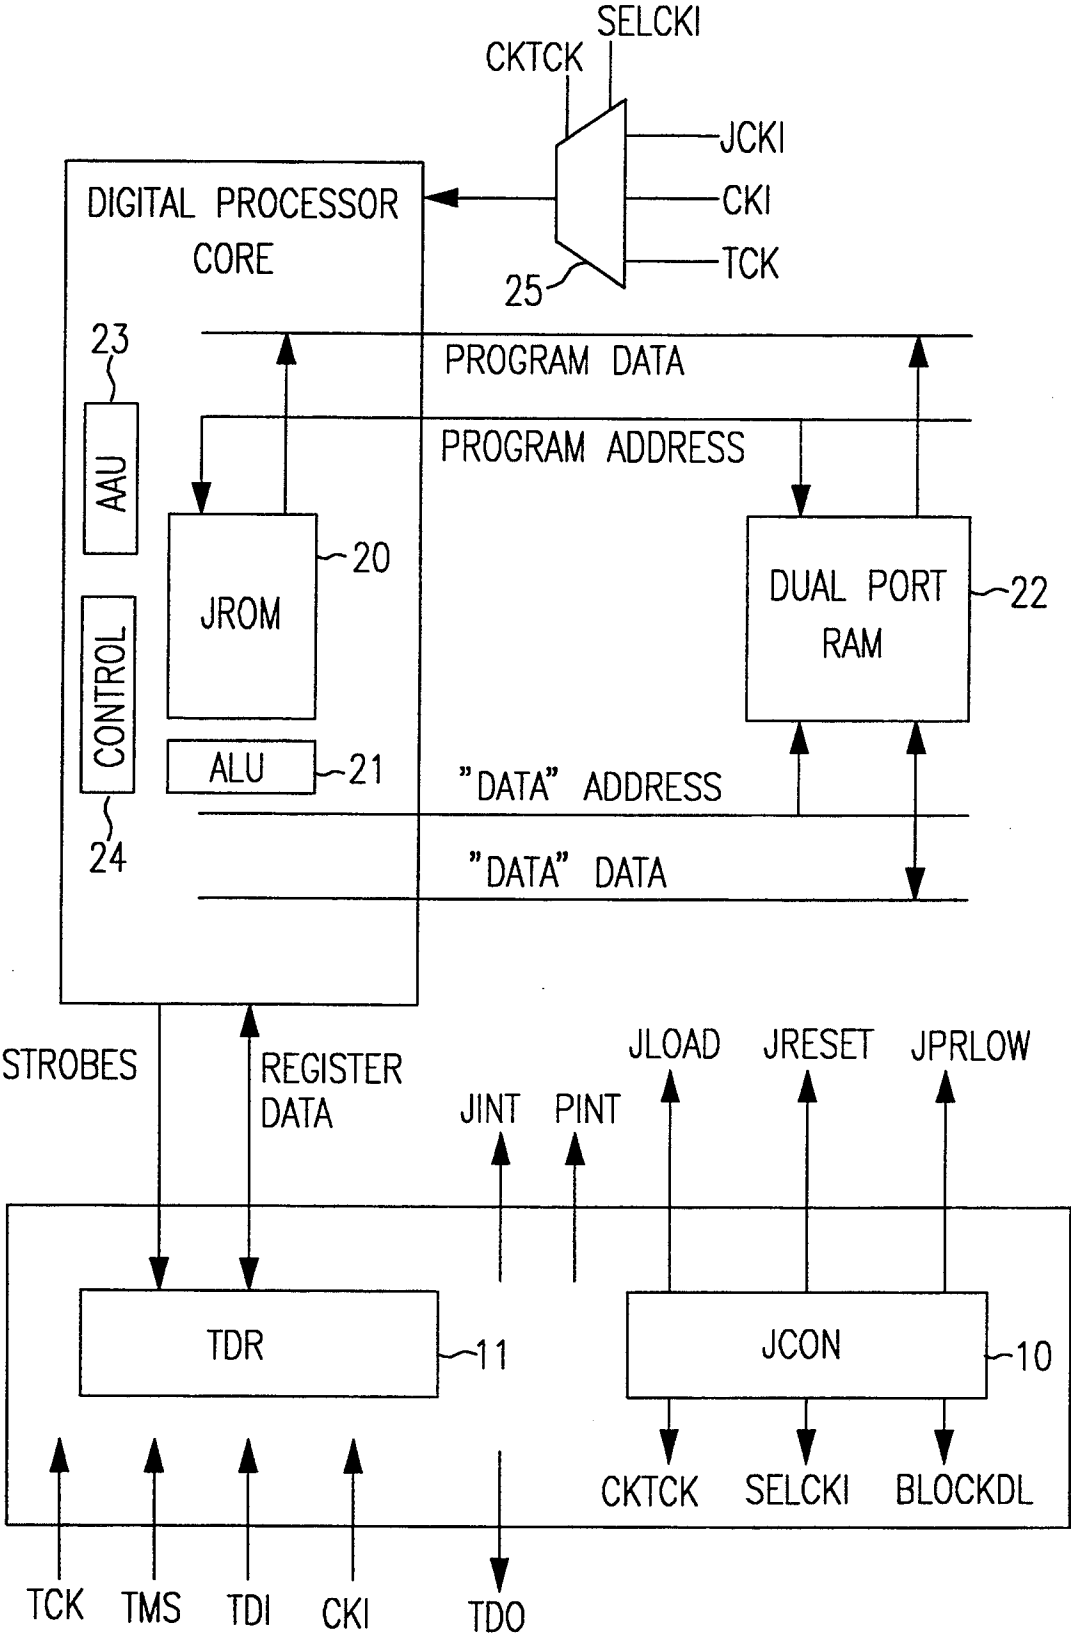 SELCKI
CKTCK
JCKI
DIGITAL PROCESSOR
CORE
CKI
TCK
25
23
PROGRAM DATA
PROGRAM ADDRESS
AAU
20
JROM
DUAL PORT
RAM
22
CONTROL
ALU
21
"DATA" ADDRESS
24
"DATA" DATA
STROBES
REGISTER
DATA
JLOAD
JRESET
JPRLOW
JINT
PINT
TDR
11
JCON
10
CKTCK
SELCKI
BLOCKDL
TCK
TMS
TDI
CKI
TDO